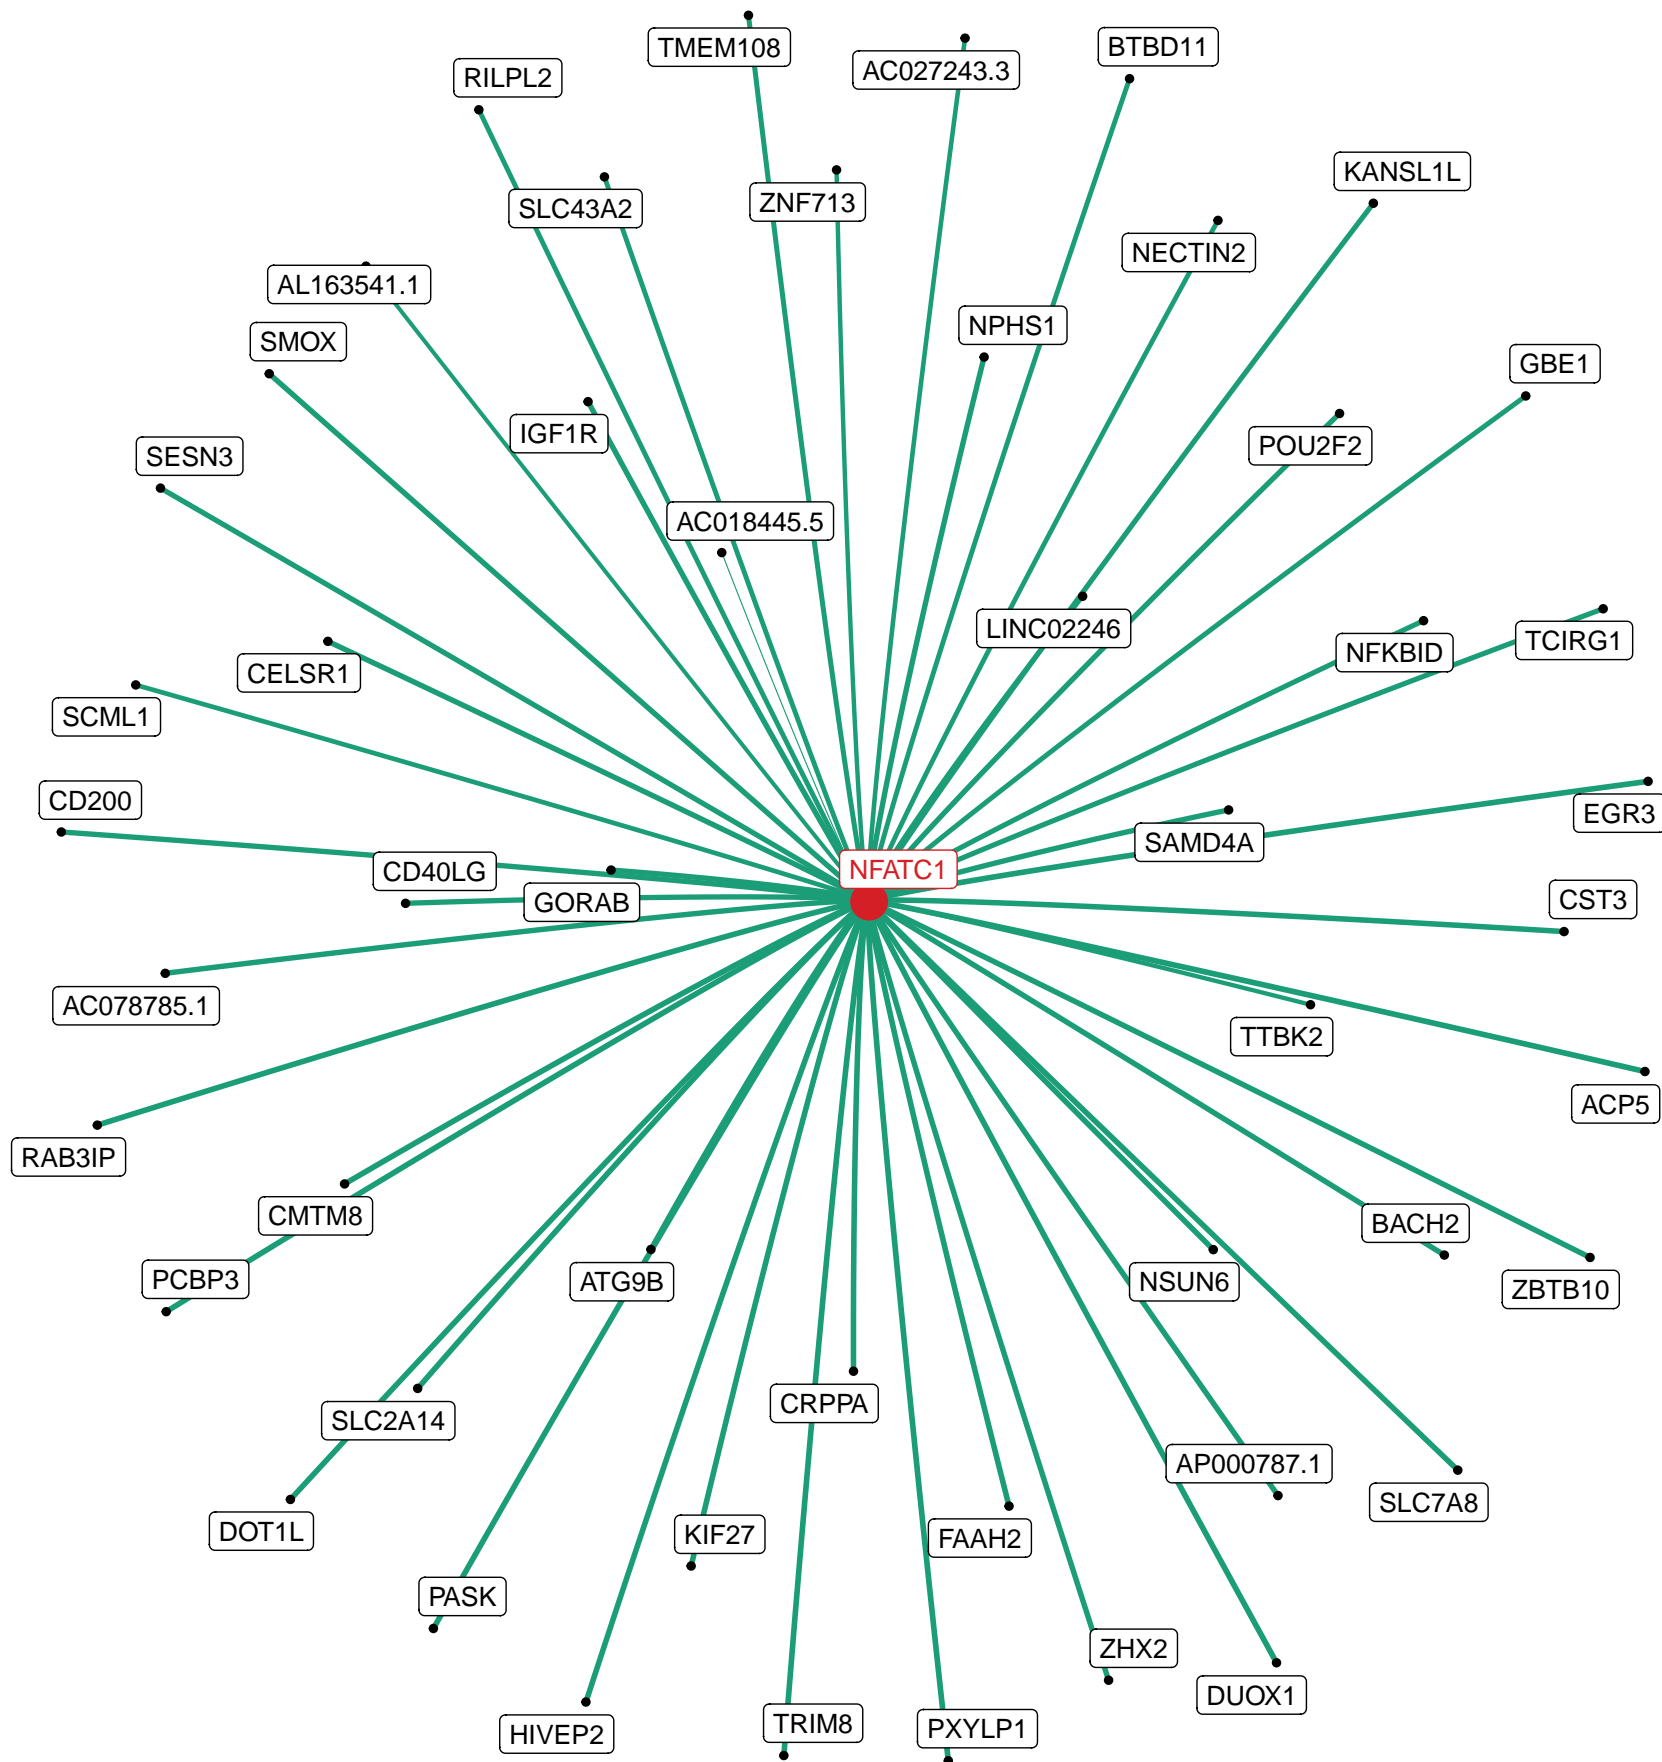 TMEM108
BTBD11
AC027243.3
RILPL2
KANSL1L
ZNF713
SLC43A2
NECTIN2
AL163541.1
NPHS1
SMOX
GBE1
IGF1R
POU2F2
SESN3
AC018445.5
LINC02246
TCIRG1
NFKBID
CELSR1
SCML1
CD200
EGR3
SAMD4A
NFATC1
CD40LG
CST3
GORAB
AC078785.1
TTBK2
ACP5
RAB3IP
CMTM8
BACH2
PCBP3
ATG9B
NSUN6
ZBTB10
CRPPA
SLC2A14
AP000787.1
SLC7A8
DOT1L
KIF27
FAAH2
PASK
ZHX2
DUOX1
TRIM8
PXYLP1
HIVEP2